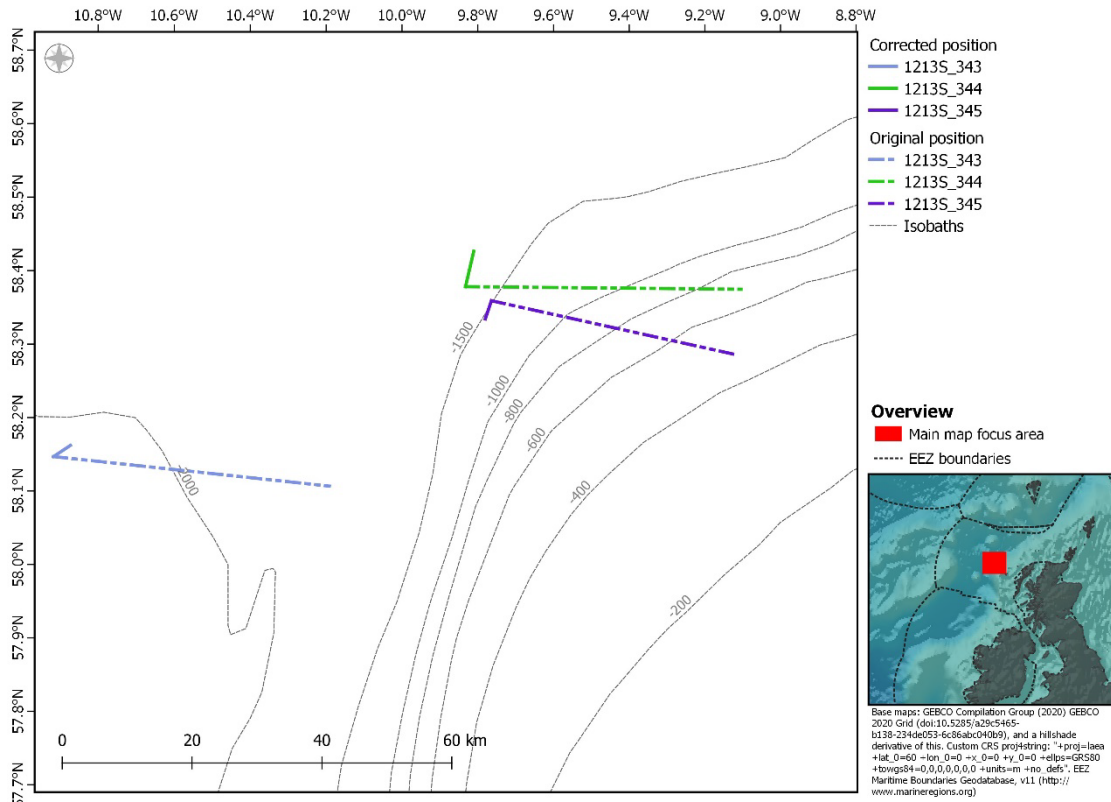 10.8°W 10.6°W 10.4°W 10.2°W 10.0°W 9.8°W 9.6°W 9.4°W 9.2°W 9.0°W 8.8°W
58.7°N
58.6°N
58.5°N
58.4°N
58.3°N
58.2°N
58.1°N
58.0°N
57.9°N
57.8°N
57.7°N
-1500
-1000
-800
-600
-400
-200
-2000
0 20 40 60 km
Corrected position
1213S_343
1213S_344
1213S_345
Original position
1213S_343
1213S_344
1213S_345
Isobaths
Overview
Main map focus area
EEZ boundaries
Base maps: GEBCO Compilation Group (2020) GEBCO
2020 Grid (doi:10.5285/a29c5465-
b138-234de053-6c86abc040b9), and a hillshade
derivative of this. Custom CRS proj4string: "+proj=laea
+lat_0=60 +lon_0=0 +x_0=0 +y_0=0 +ellps=GRS80
+towgs84=0,0,0,0,0,0,0 +units=m +no_defs". EEZ
Maritime Boundaries Geodatabase, v11 (http://
www.marineregions.org)